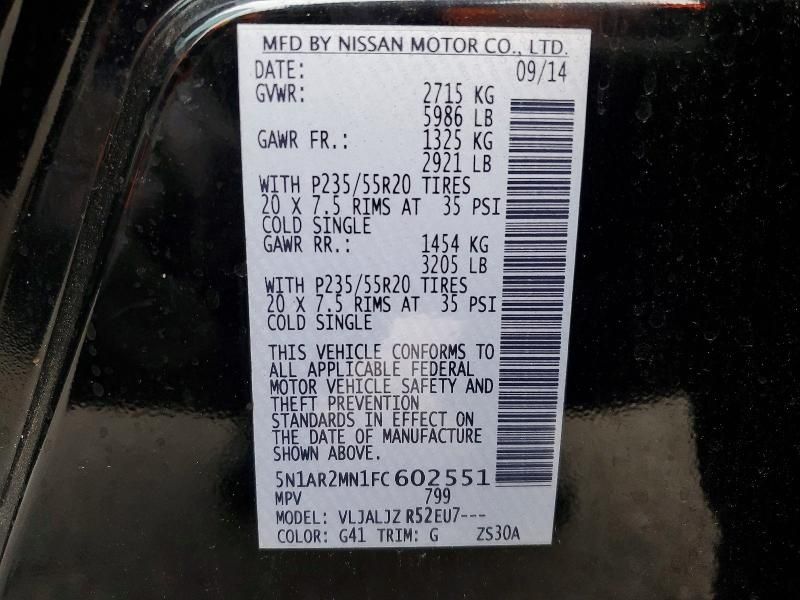 MFD BY NISSAN MOTOR CO., LTD.
DATE: 09/14
GVWR: 2715 KG
5986 LB
GAWR FR.: 1325 KG
2921 LB
WITH P235/55R20 TIRES
20 X 7.5 RIMS AT 35 PSI
COLD SINGLE
GAWR RR.: 1454 KG
3205 LB
WITH P235/55R20 TIRES
20 X 7.5 RIMS AT 35 PSI
COLD SINGLE
THIS VEHICLE CONFORMS TO
ALL APPLICABLE FEDERAL
MOTOR VEHICLE SAFETY AND
THEFT PREVENTION
STANDARDS IN EFFECT ON
THE DATE OF MANUFACTURE
SHOWN ABOVE.
5N1AR2MN1FC602551
MPV 799
MODEL: VLJALJZ R52EU7---
COLOR: G41 TRIM: G ZS30A